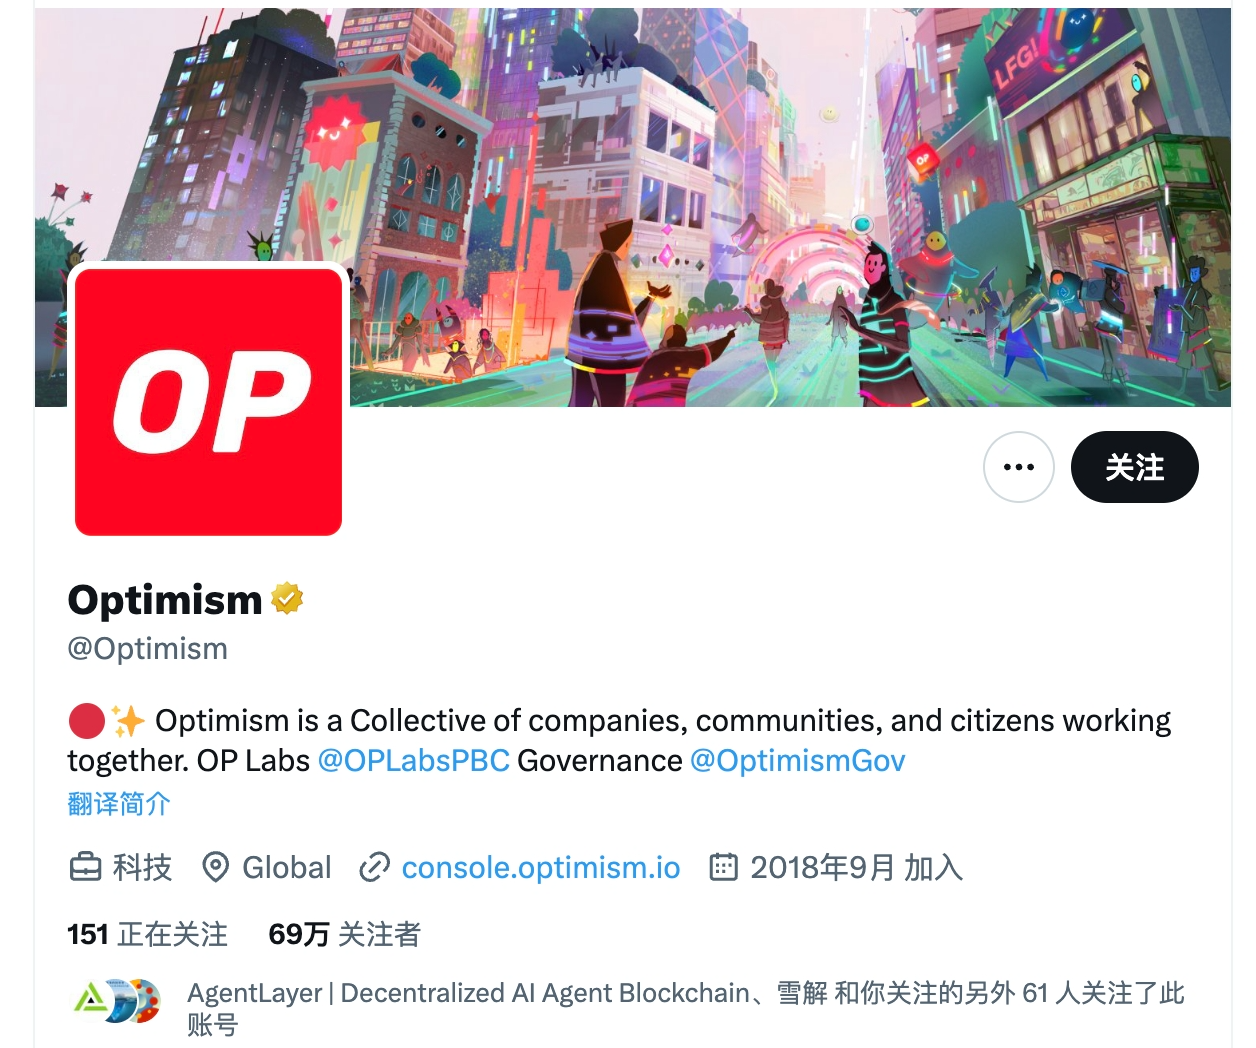 LFG!
OP
OP
关注
Optimism
@Optimism
Optimism is a Collective of companies, communities, and citizens working
together. OP Labs @OPLabsPBC Governance @OptimismGov
翻译简介
科技 Global console.optimism.io 2018年9月 加入
151 正在关注 69万 关注者
AgentLayer | Decentralized AI Agent Blockchain、雪解 和你关注的另外 61 人关注了此
账号